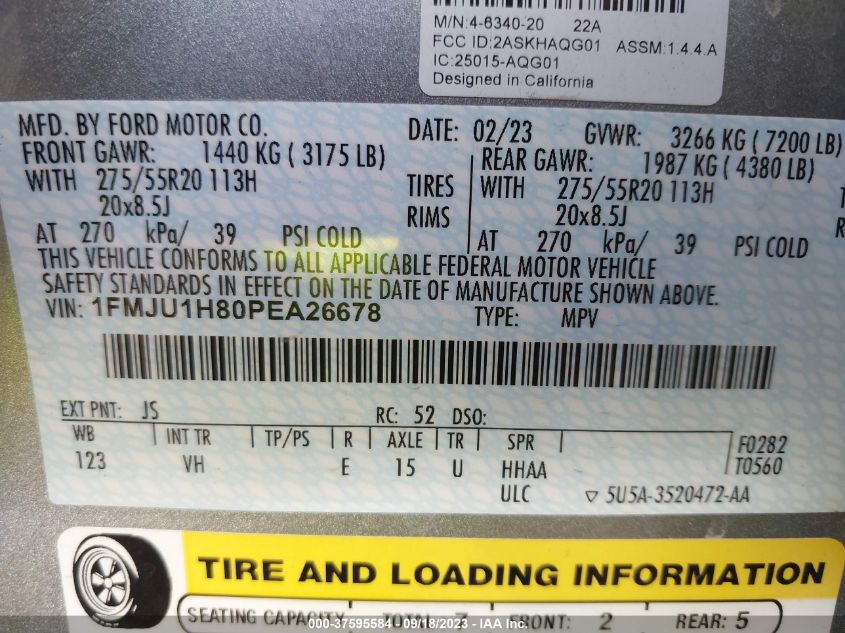 M/N:4-6340-20 22A
FCC ID:2ASKHAQG01 ASSM:1.4.4.A
IC:25015-AQG01
Designed in California
MFD. BY FORD MOTOR CO. DATE: 02/23 GVWR: 3266 KG ( 7200 LB)
FRONT GAWR: 1440 KG ( 3175 LB) REAR GAWR: 1987 KG ( 4380 LB)
WITH 275/55R20 113H TIRES WITH 275/55R20 113H
20x8.5J RIMS 20x8.5J
AT 270 kPa/ 39 PSI COLD AT 270 kPa/ 39 PSI COLD
THIS VEHICLE CONFORMS TO ALL APPLICABLE FEDERAL MOTOR VEHICLE
SAFETY STANDARDS IN EFFECT ON THE DATE OF MANUFACTURE SHOWN ABOVE.
VIN: 1FMJU1H80PEA26678 TYPE: MPV
EXT PNT: JS RC: 52 DSO:
WB INT TR TP/PS R AXLE TR SPR F0282
123 VH E 15 U HHAA T0560
ULC ▽ 5U5A-3520472-AA
TIRE AND LOADING INFORMATION
SEATING CAPACITY TOTAL 7 FRONT: 2 REAR: 5
000-37595584 - 09/18/2023 - IAA Inc.